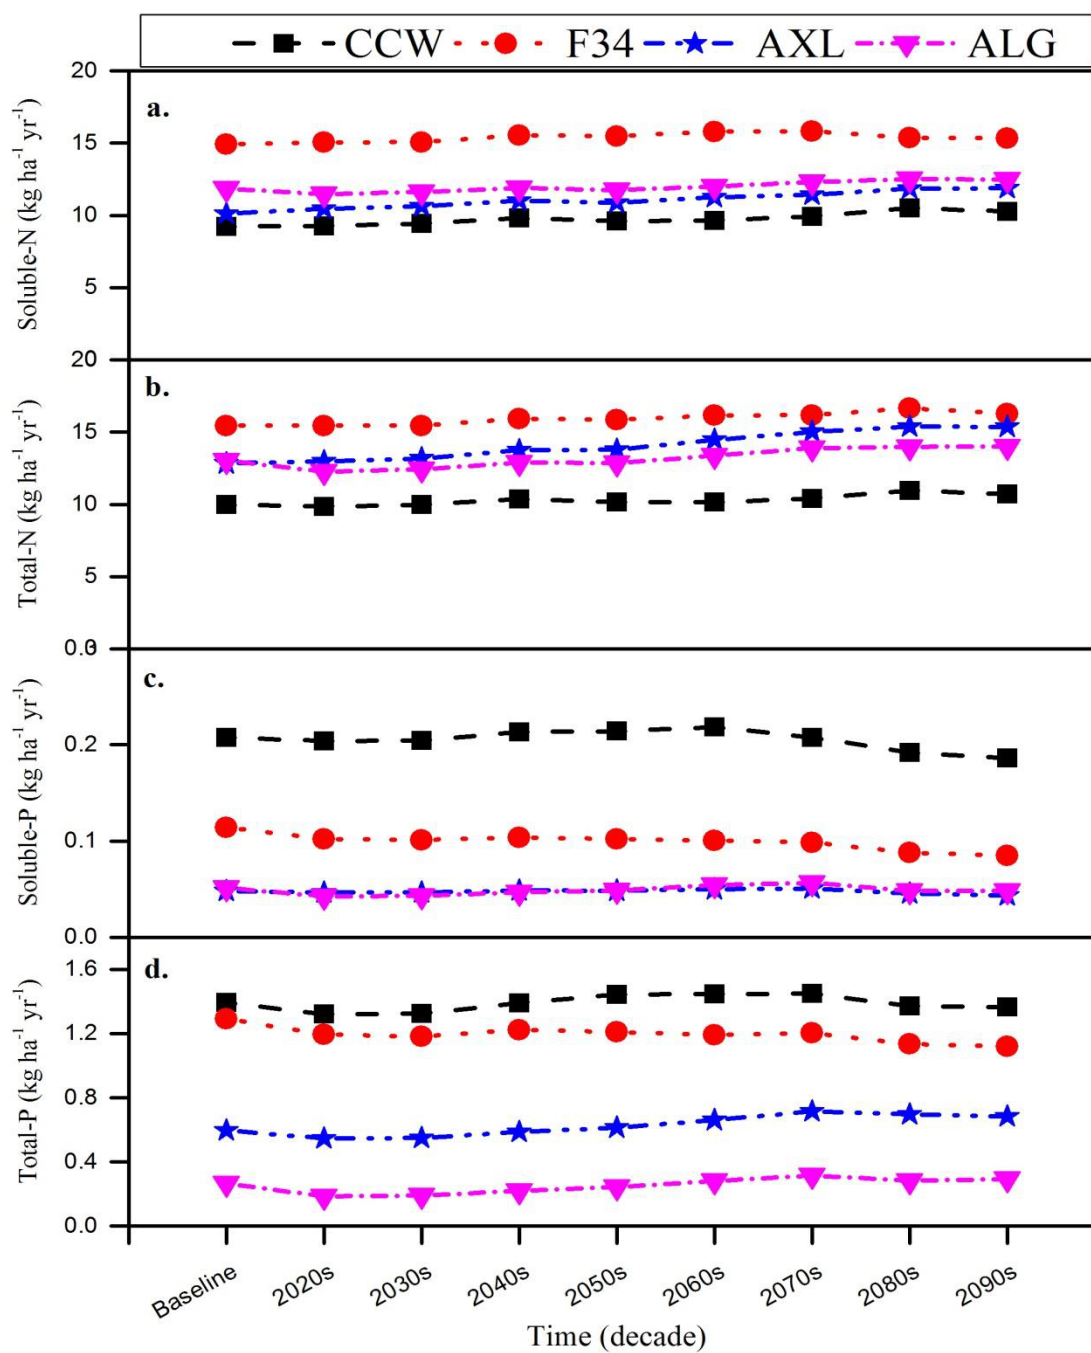 CCW F34 AXL ALG
20
a.
15
10
5
Soluble-N (kg ha⁻¹ yr⁻¹)
20
b.
15
10
5
Total-N (kg ha⁻¹ yr⁻¹)
0.3
c.
0.2
0.1
0.0
Soluble-P (kg ha⁻¹ yr⁻¹)
d.
1.6
1.2
0.8
0.4
0.0
Total-P (kg ha⁻¹ yr⁻¹)
Baseline 2020s 2030s 2040s 2050s 2060s 2070s 2080s 2090s
Time (decade)